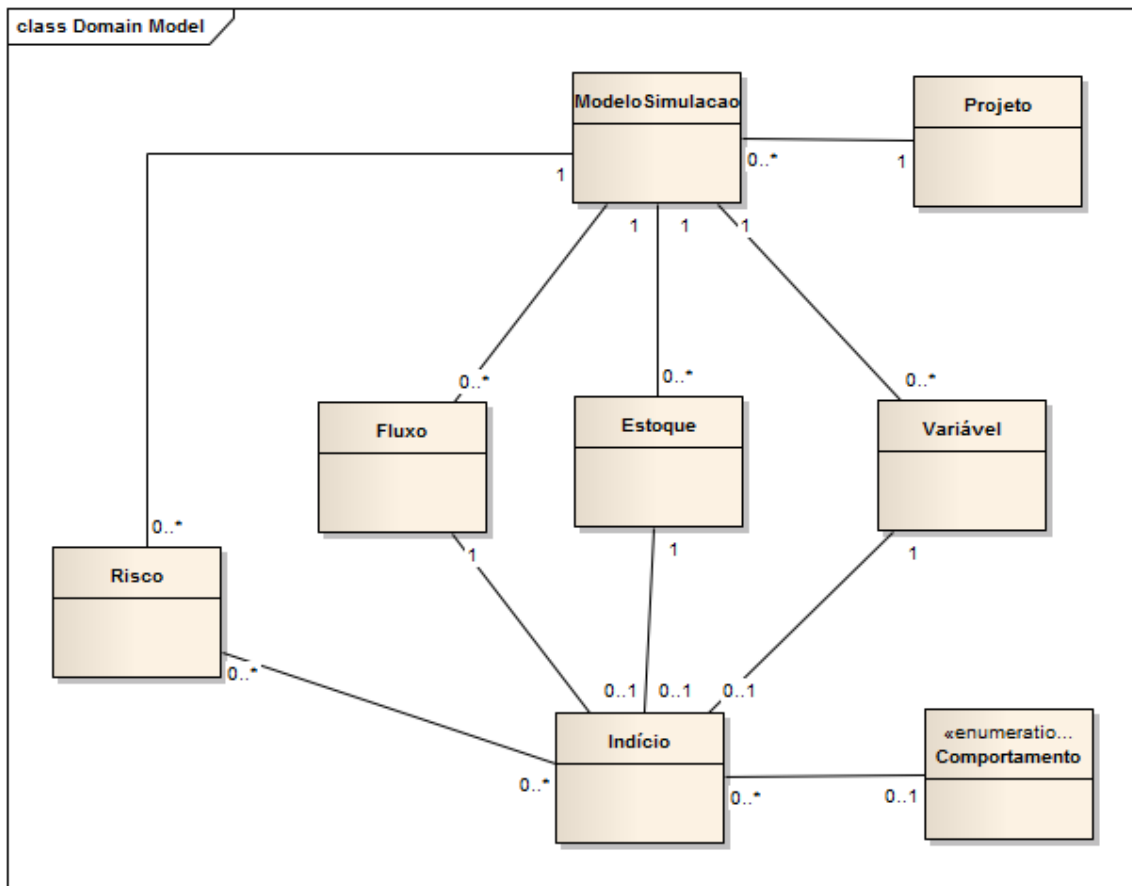 class Domain Model
ModeloSimulacao
Projeto
1
0..*
1
1
1
1
0..*
0..*
0..*
Fluxo
Estoque
Variável
0..*
1
1
1
Risco
0..*
0..1
0..1
0..1
Indício
«enumeratio...
Comportamento
0..*
0..*
0..1